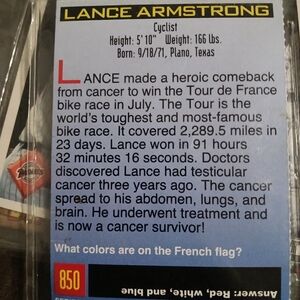 LANCE ARMSTRONG
Cyclist
Height: 5' 10" Weight: 166 Lbs.
Born: 9/18/71, Plano, Texas
LANCE made a heroic comeback
from cancer to win the Tour de France
bike race in July. The Tour is the
world's toughest and most-famous
bike race. It covered 2,289.5 miles in
23 days. Lance won in 91 hours
32 minutes 16 seconds. Doctors
discovered Lance had testicular
cancer three years ago. The cancer
spread to his abdomen, lungs, and
brain. He underwent treatment and
is now a cancer survivor!
What colors are on the French flag?
850
Answer: Red, white, and blue